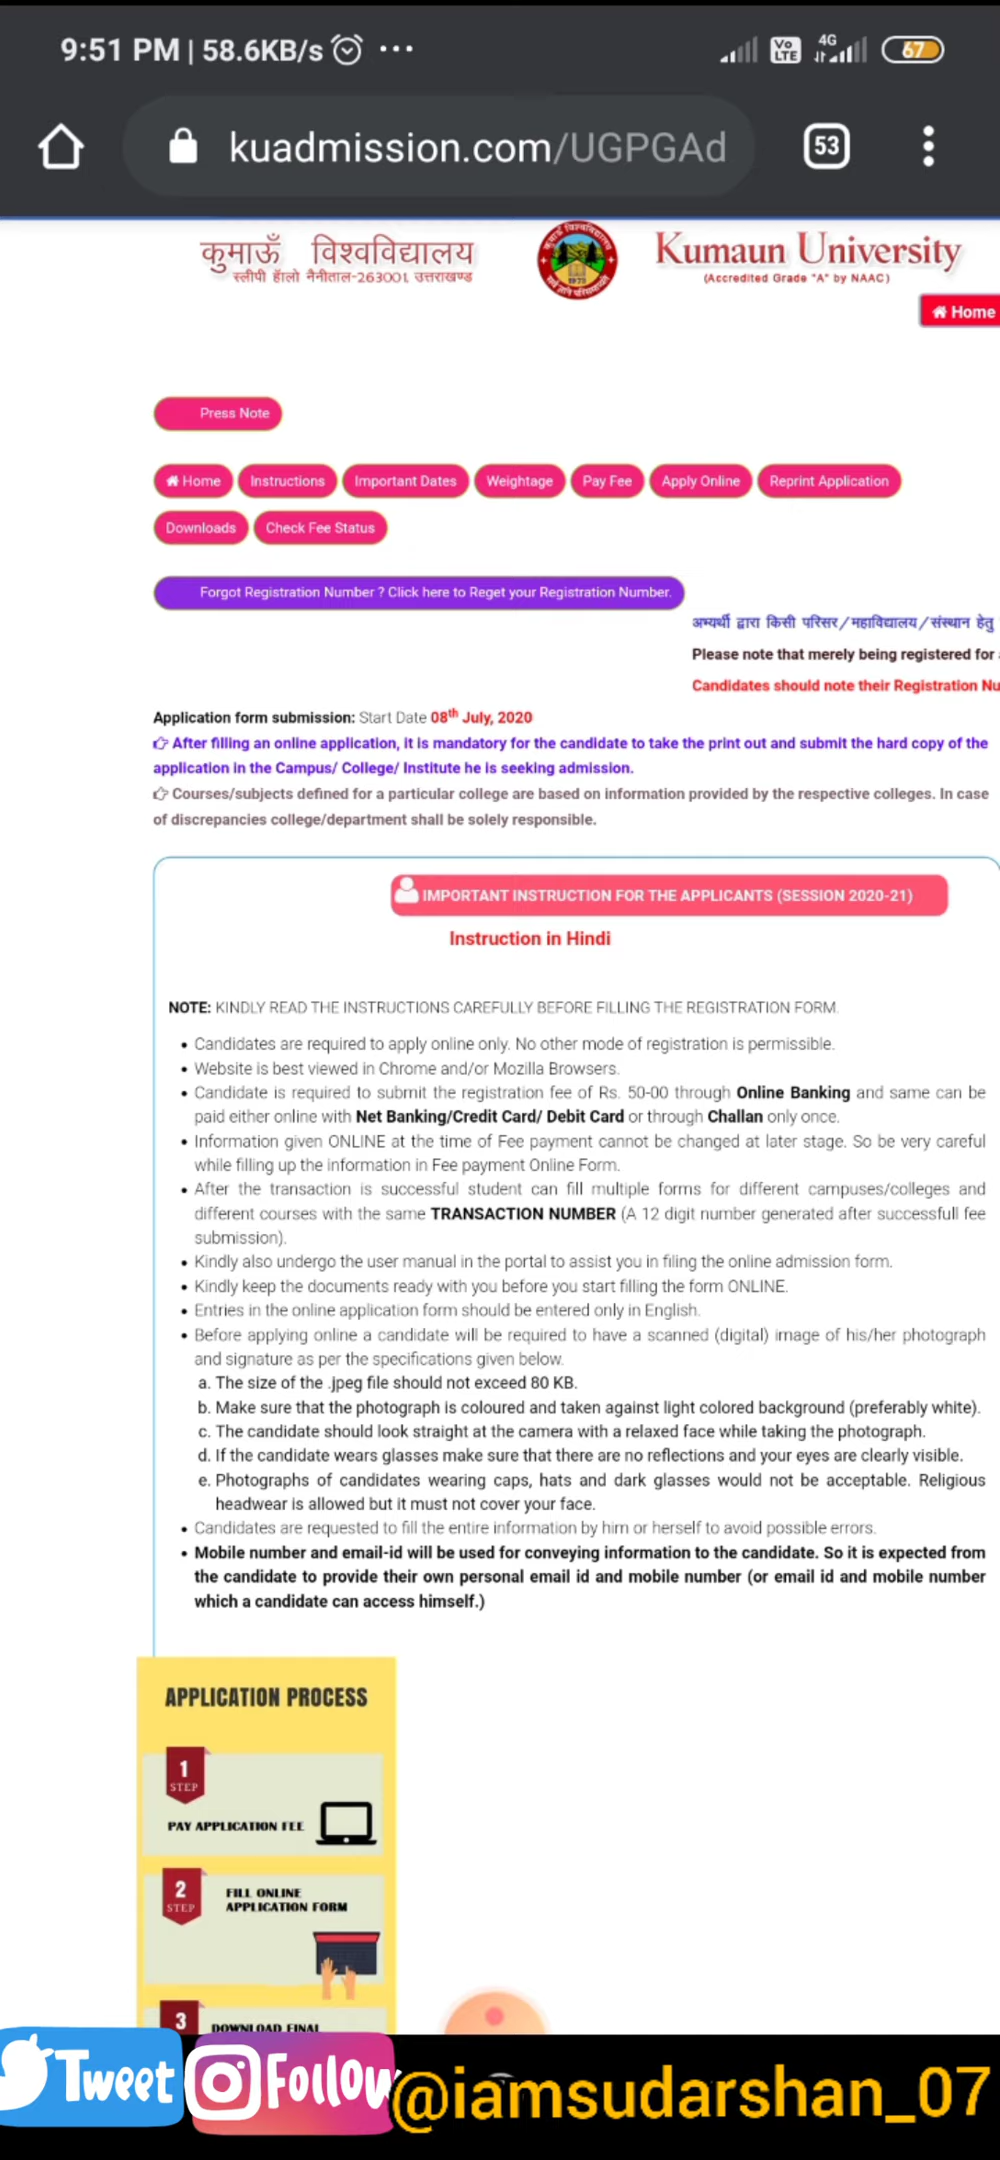 9:51 PM | 58.6KB/s
Vo LTE 4G 67
kuadmission.com/UGPGAd
53
कुमाऊँ विश्वविद्यालय
स्लीपी हॅालो नैनीताल-263001, उत्तराखण्ड
Kumaun University
(Accredited Grade "A" by NAAC)
Home
Press Note
Home Instructions Important Dates Weightage Pay Fee Apply Online Reprint Application
Downloads Check Fee Status
Forgot Registration Number ? Click here to Reget your Registration Number.
अभ्यर्थी द्वारा किसी परिसर/महाविद्यालय/संस्थान हेतु
Please note that merely being registered for
Candidates should note their Registration Nu
Application form submission: Start Date 08th July, 2020
After filling an online application, it is mandatory for the candidate to take the print out and submit the hard copy of the
application in the Campus/ College/ Institute he is seeking admission.
Courses/subjects defined for a particular college are based on information provided by the respective colleges. In case
of discrepancies college/department shall be solely responsible.
IMPORTANT INSTRUCTION FOR THE APPLICANTS (SESSION 2020-21)
Instruction in Hindi
NOTE: KINDLY READ THE INSTRUCTIONS CAREFULLY BEFORE FILLING THE REGISTRATION FORM.
• Candidates are required to apply online only. No other mode of registration is permissible.
• Website is best viewed in Chrome and/or Mozilla Browsers.
• Candidate is required to submit the registration fee of Rs. 50-00 through Online Banking and same can be
paid either online with Net Banking/Credit Card/ Debit Card or through Challan only once.
• Information given ONLINE at the time of Fee payment cannot be changed at later stage. So be very careful
while filling up the information in Fee payment Online Form.
• After the transaction is successful student can fill multiple forms for different campuses/colleges and
different courses with the same TRANSACTION NUMBER (A 12 digit number generated after successfull fee
submission).
• Kindly also undergo the user manual in the portal to assist you in filing the online admission form.
• Kindly keep the documents ready with you before you start filling the form ONLINE.
• Entries in the online application form should be entered only in English.
• Before applying online a candidate will be required to have a scanned (digital) image of his/her photograph
and signature as per the specifications given below.
a. The size of the .jpeg file should not exceed 80 KB.
b. Make sure that the photograph is coloured and taken against light colored background (preferably white).
c. The candidate should look straight at the camera with a relaxed face while taking the photograph.
d. If the candidate wears glasses make sure that there are no reflections and your eyes are clearly visible.
e. Photographs of candidates wearing caps, hats and dark glasses would not be acceptable. Religious
headwear is allowed but it must not cover your face.
• Candidates are requested to fill the entire information by him or herself to avoid possible errors.
• Mobile number and email-id will be used for conveying information to the candidate. So it is expected from
the candidate to provide their own personal email id and mobile number (or email id and mobile number
which a candidate can access himself.)
APPLICATION PROCESS
1
STEP
PAY APPLICATION FEE
2
STEP
FILL ONLINE
APPLICATION FORM
3
DOWNLOAD FINAL
Tweet Follow @iamsudarshan_07